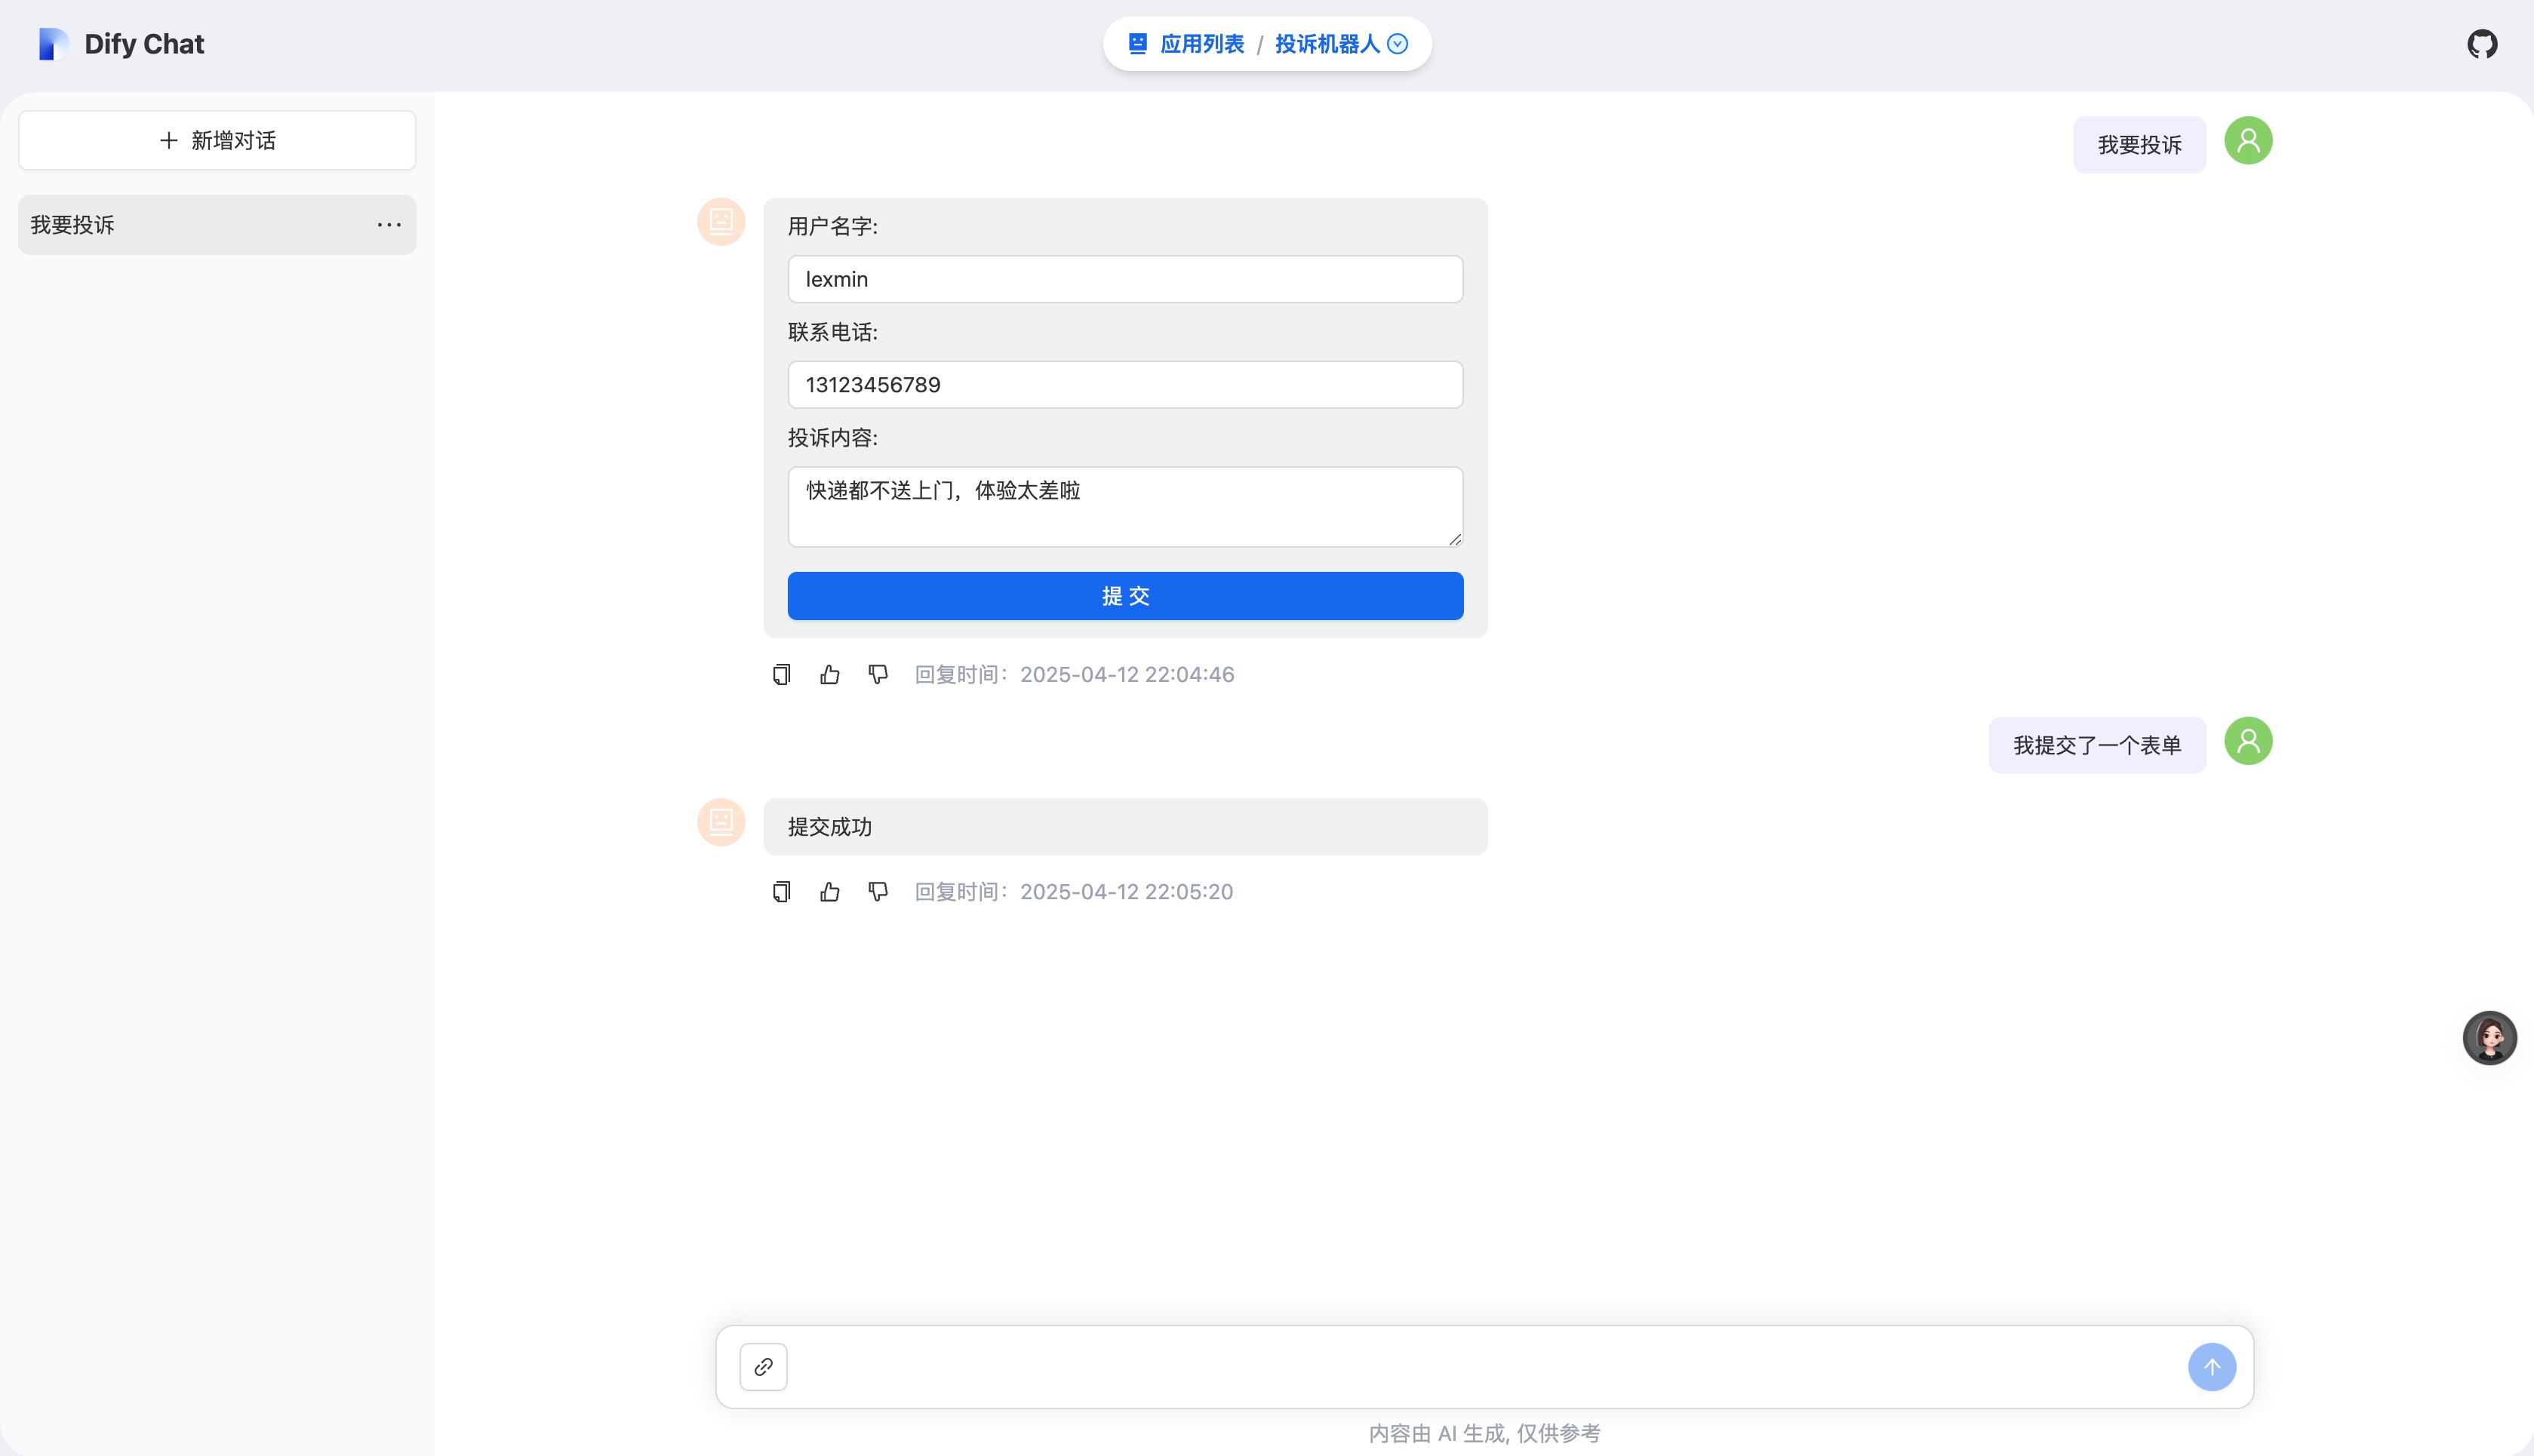 Dify Chat
应用列表 / 投诉机器人
新增对话
我要投诉
我要投诉
用户名字:
lexmin
联系电话:
13123456789
投诉内容:
快递都不送上门，体验太差啦
提 交
回复时间：2025-04-12 22:04:46
我提交了一个表单
提交成功
回复时间：2025-04-12 22:05:20
内容由 AI 生成, 仅供参考